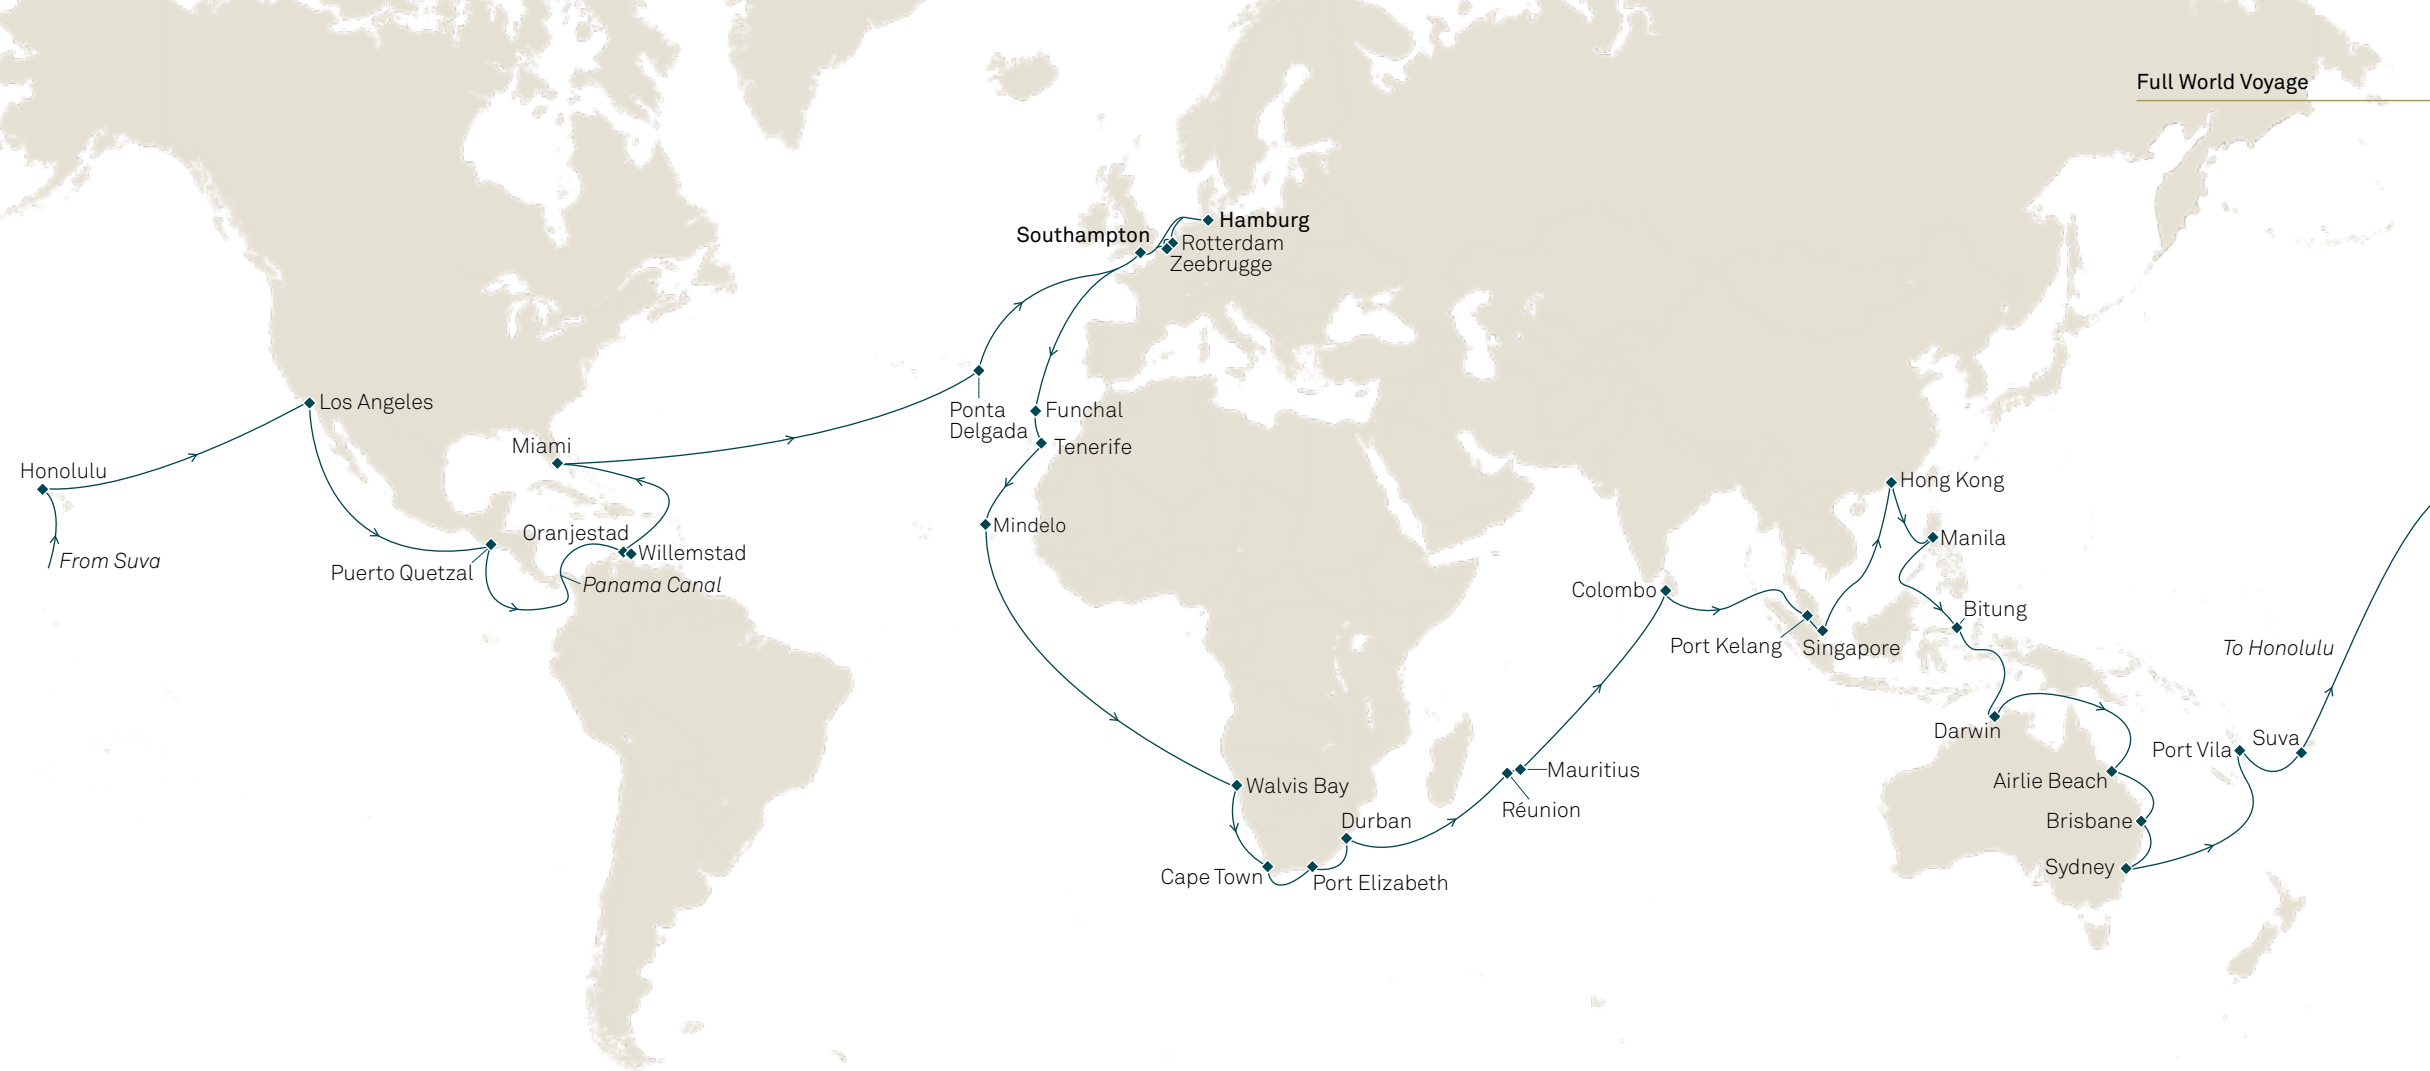 Full World Voyage
Southampton
Hamburg
Rotterdam
Zeebrugge
Los Angeles
Ponta
Delgada
Funchal
Tenerife
Miami
Honolulu
From Suva
Puerto Quetzal
Oranjestad
Willemstad
Panama Canal
Mindelo
Hong Kong
Manila
Colombo
Bitung
Port Kelang
Singapore
To Honolulu
Darwin
Port Vila
Suva
Airlie Beach
Walvis Bay
Mauritius
Réunion
Durban
Brisbane
Sydney
Cape Town
Port Elizabeth